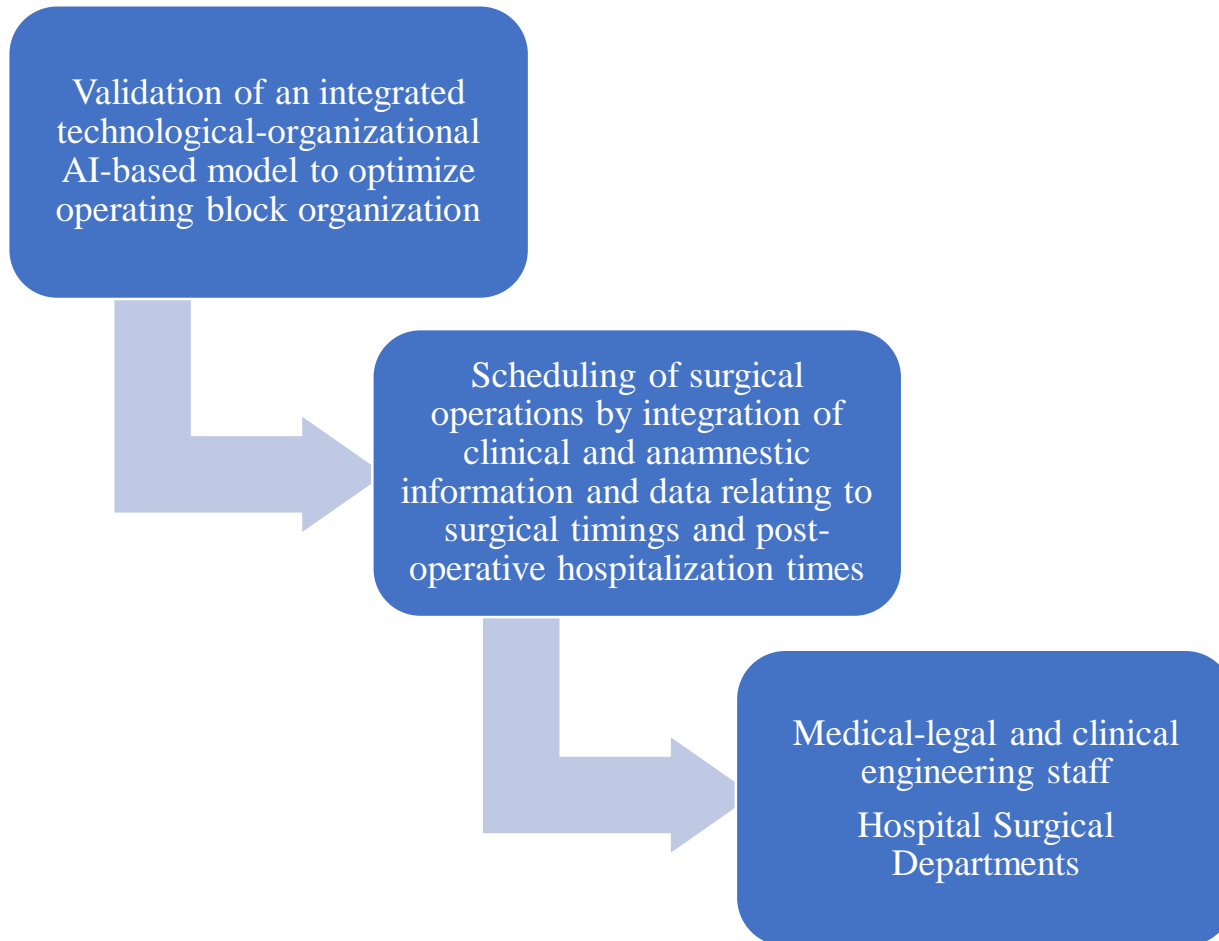 Validation of an integrated
technological-organizational
AI-based model to optimize
operating block organization
Scheduling of surgical
operations by integration of
clinical and anamnestic
information and data relating to
surgical timings and post-
operative hospitalization times
Medical-legal and clinical
engineering staff
Hospital Surgical
Departments